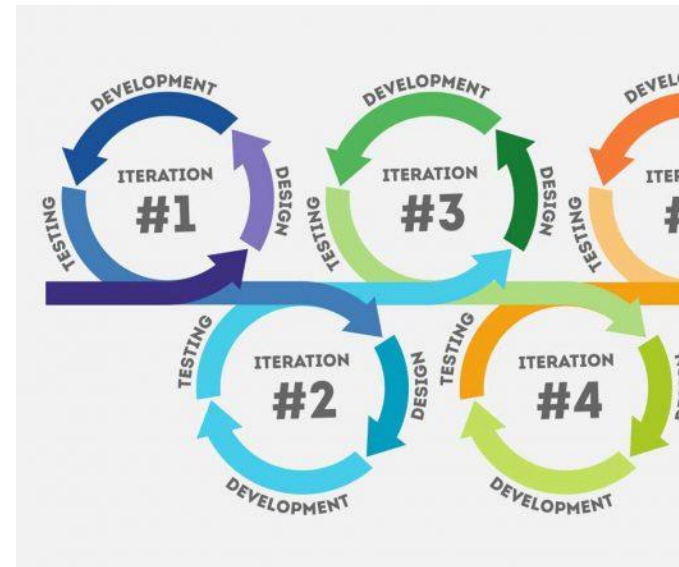 DEVELOPMENT
ITERATION
#1
TESTING
DESIGN
DEVELOPMENT
ITERATION
#3
TESTING
DESIGN
TESTING
TESTING
ITERATION
#2
DESIGN
DEVELOPMENT
TESTING
ITERATION
#4
DEVELOPMENT